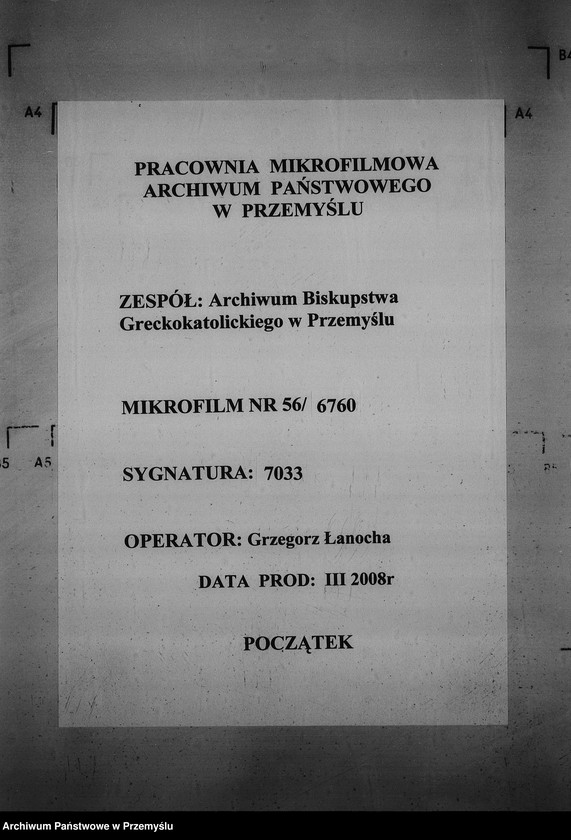 B4
A4
A4
PRACOWNIA MIKROFILMOWA
ARCHIWUM PAŃSTWOWEGO
W PRZEMYŚLU
ZESPÓŁ: Archiwum Biskupstwa
Greckokatolickiego w Przemyślu
MIKROFILM NR 56/ 6760
A5
SYGNATURA: 7033
OPERATOR: Grzegorz Łanocha
DATA PROD: III 2008r
POCZĄTEK
Archiwum Państwowe w Przemyślu